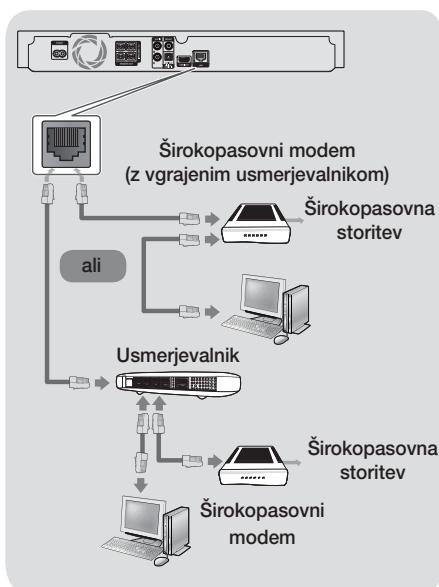 Širokopasovni modem
(z vgrajenim usmerjevalnikom)
Širokopasovna
storitev
ali
Usmerjevalnik
Širokopasovna
storitev
Širokopasovni
modem